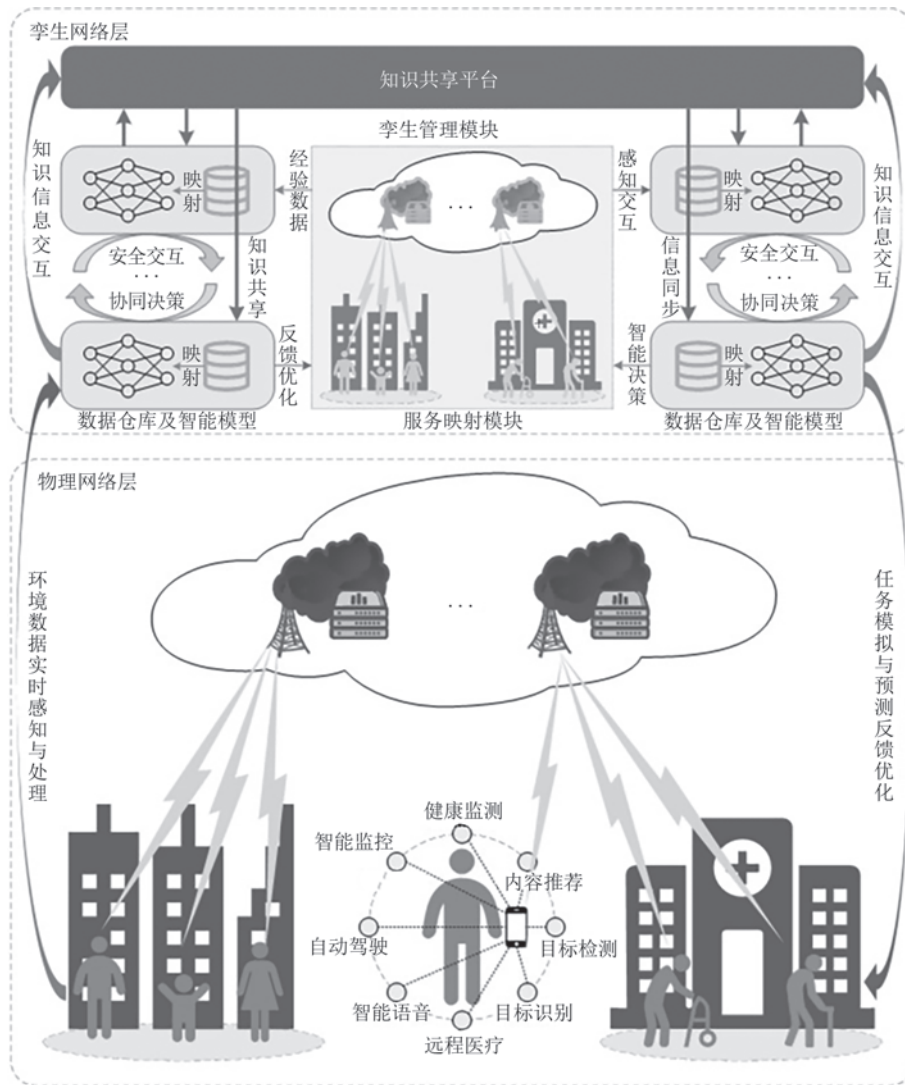 孪生网络层
知识共享平台
孪生管理模块
知识信息交互
映射
经验数据
感知交互
映射
知识信息交互
安全交互
...
协同决策
知识共享
信息同步
安全交互
...
协同决策
...
映射
反馈优化
智能决策
映射
数据仓库及智能模型
服务映射模块
数据仓库及智能模型
物理网络层
...
环境数据实时感知与处理
任务模拟与预测反馈优化
健康监测
智能监控
内容推荐
自动驾驶
目标检测
智能语音
目标识别
远程医疗